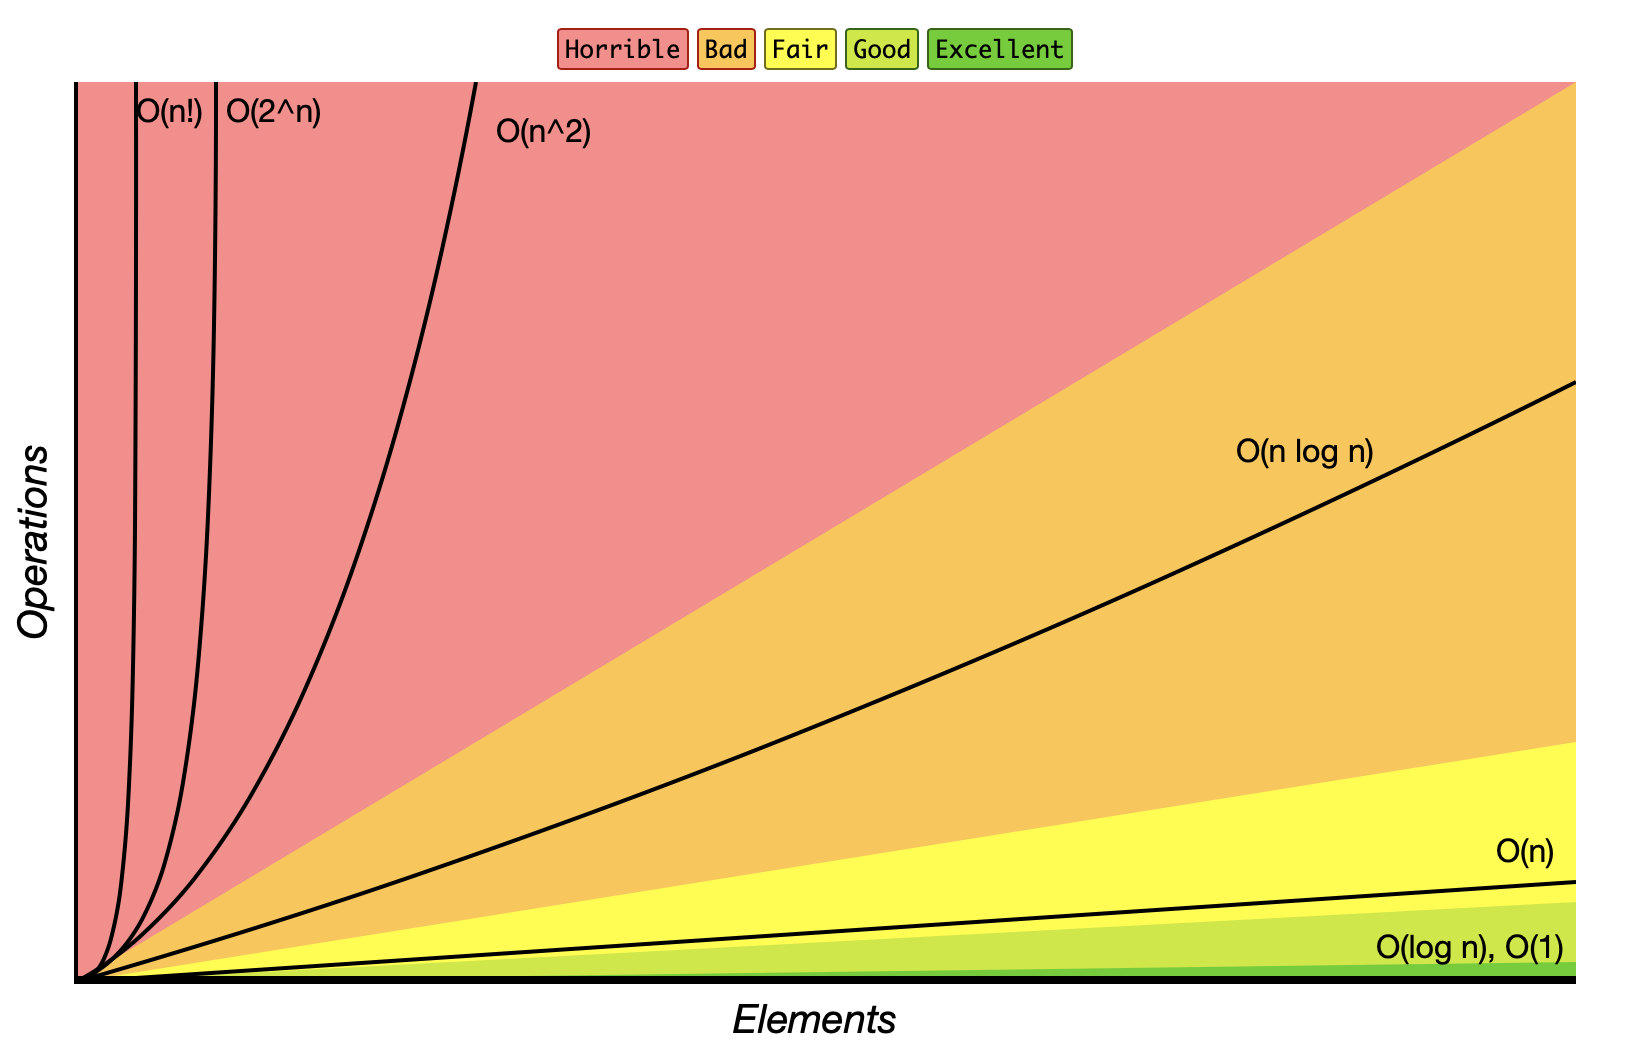 Horrible Bad Fair Good Excellent
O(n!) O(2^n)
O(n^2)
O(n log n)
O(n)
O(log n), O(1)
Operations
Elements